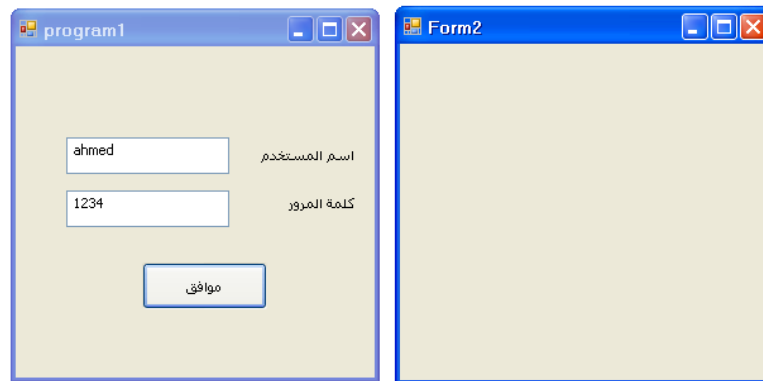 program1
Form2
ahmed
اسم المستخدم
1234
كلمة المرور
موافق